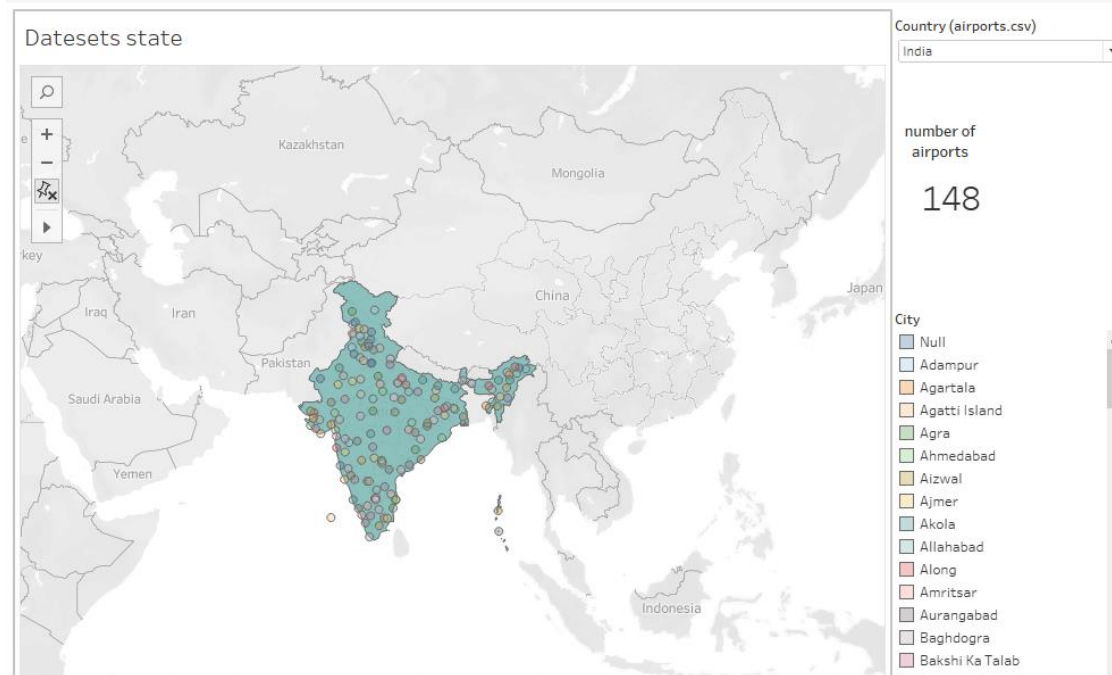 Datesets state
Country (airports.csv)
India
number of
airports
148
Kazakhstan
Mongolia
key
Japan
China
Iraq
Iran
Pakistan
Saudi Arabia
Yemen
Indonesia
City
Null
Adampur
Agartala
Agatti Island
Agra
Ahmedabad
Aizwal
Ajmer
Akola
Allahabad
Along
Amritsar
Aurangabad
Baghdogra
Bakshi Ka Talab